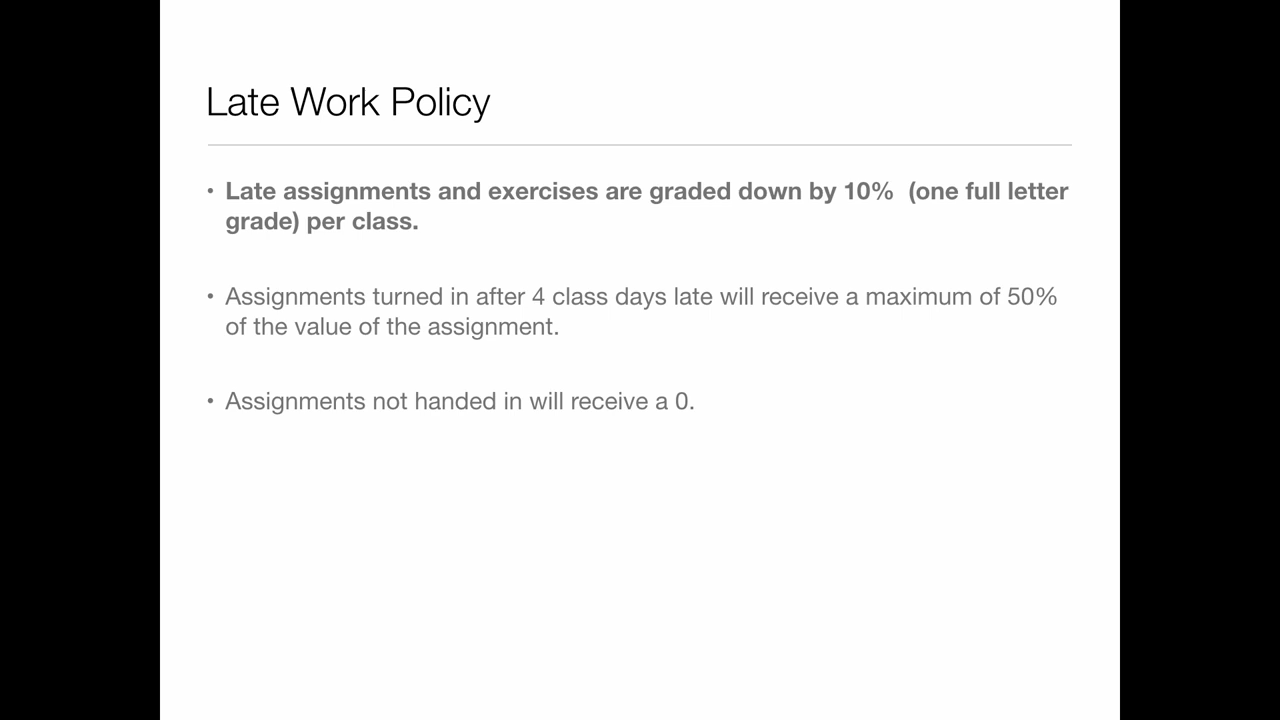 Late Work Policy
• Late assignments and exercises are graded down by 10%  (one full letter
grade) per class.
• Assignments turned in after 4 class days late will receive a maximum of 50%
of the value of the assignment.
• Assignments not handed in will receive a 0.